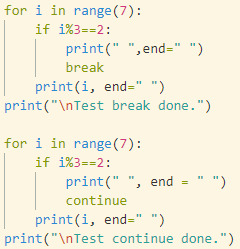 for i in range(7):
    if i%3==2:
        print(" ",end=" ")
        break
    print(i, end=" ")
print("\nTest break done.")

for i in range(7):
    if i%3==2:
        print(" ", end = " ")
        continue
    print(i, end=" ")
print("\nTest continue done.")